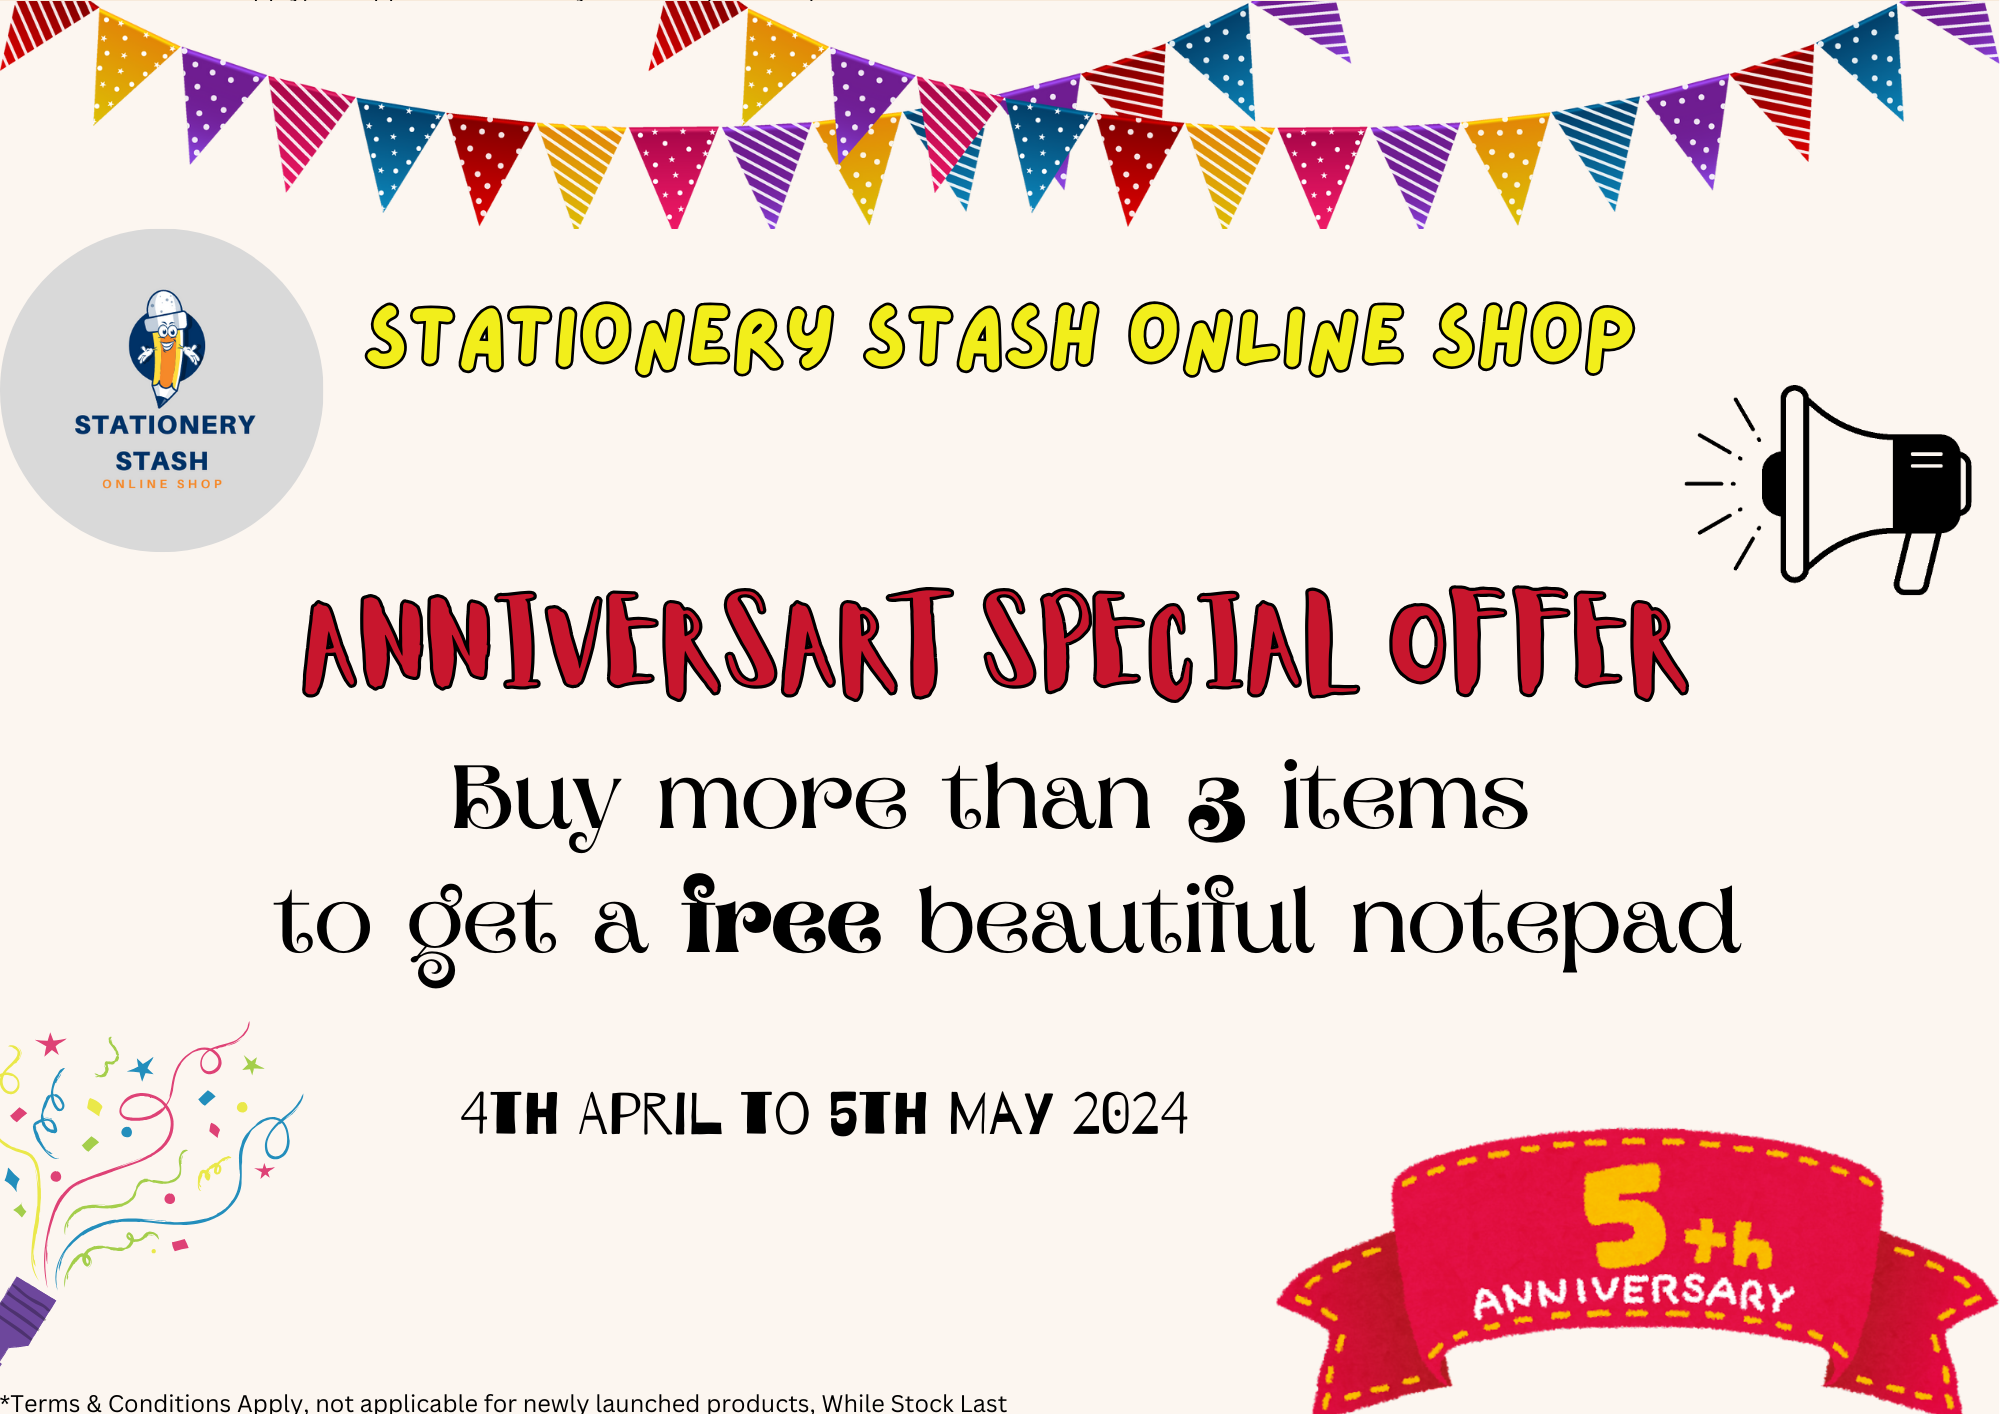 STATIONERY STASH ONLINE SHOP
STATIONERY
STASH
ONLINE SHOP
ANNIVERSART SPECIAL OFFER
Buy more than 3 items
to get a free beautiful notepad
4TH APRIL TO 5TH MAY 2024
5th
ANNIVERSARY
*Terms & Conditions Apply, not applicable for newly launched products, While Stock Last